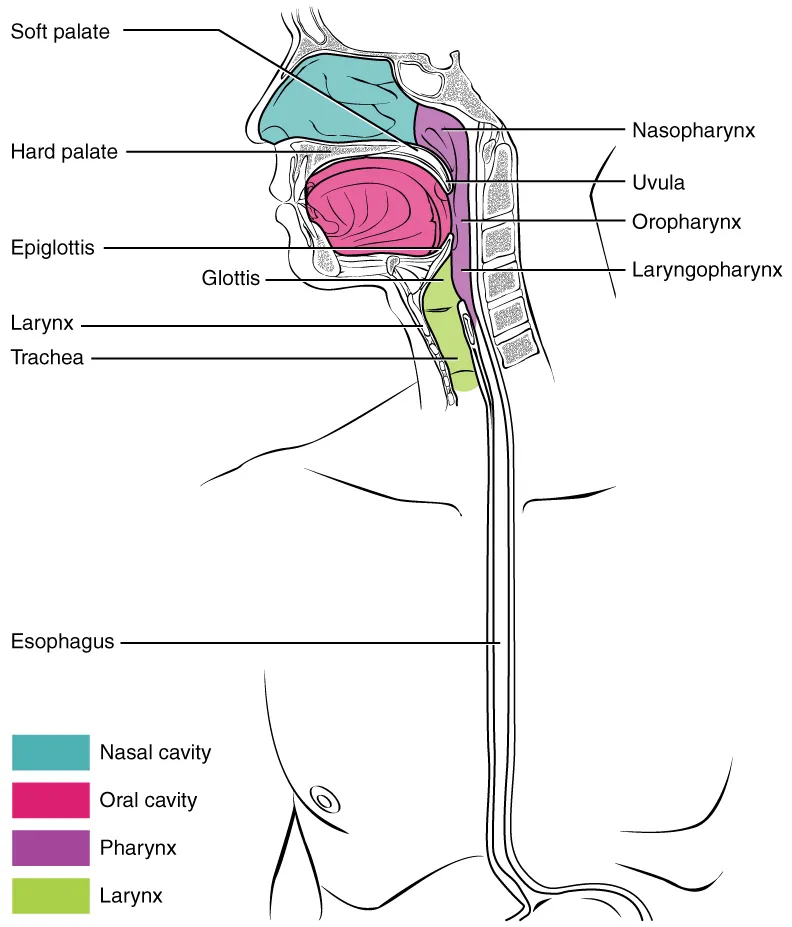 Soft palate
Hard palate
Epiglottis
Glottis
Larynx
Trachea
Nasopharynx
Uvula
Oropharynx
Laryngopharynx
Esophagus
Nasal cavity
Oral cavity
Pharynx
Larynx